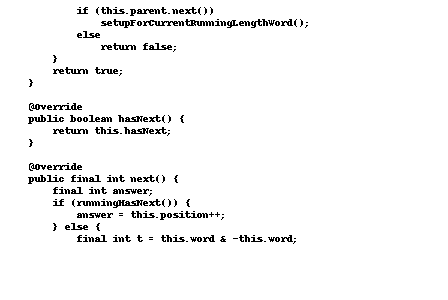 if (this.parent.next())
setupForCurrentRunningLengthWord();
else
return false;
}
return true;
}
@Override
public boolean hasNext() {
return this.hasNext;
}
@Override
public final int next() {
final int answer;
if (runningHasNext()) {
answer = this.position++;
} else {
final int t = this.word & -this.word;